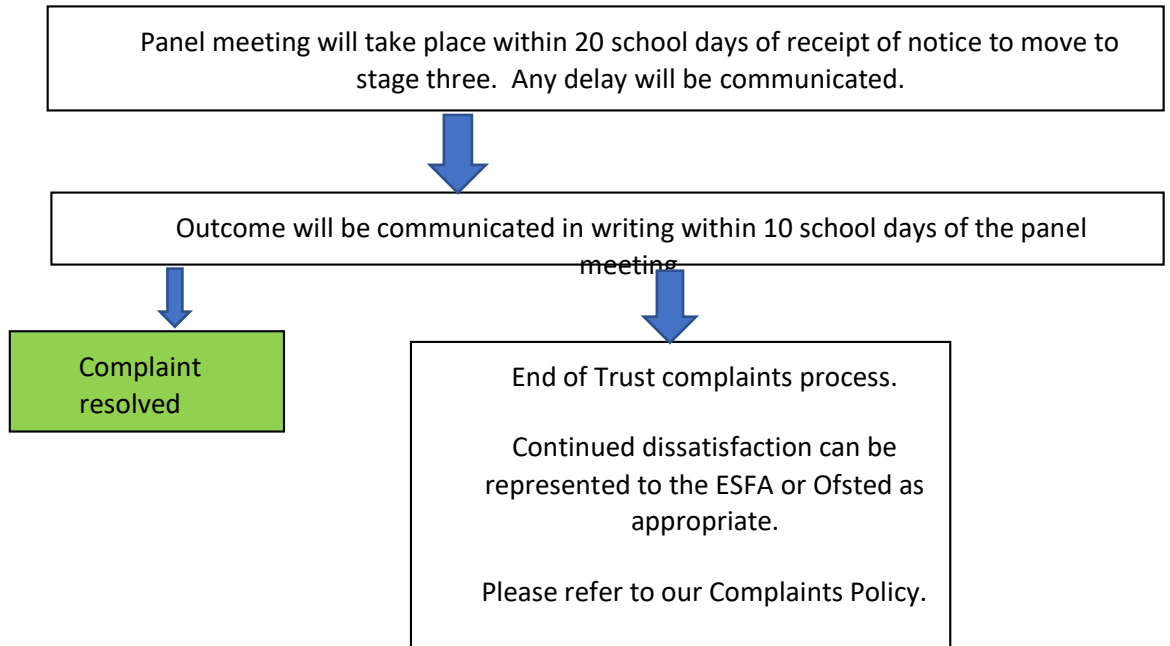 Panel meeting will take place within 20 school days of receipt of notice to move to
stage three.  Any delay will be communicated.
Outcome will be communicated in writing within 10 school days of the panel
meeting
Complaint
resolved
End of Trust complaints process.
Continued dissatisfaction can be
represented to the ESFA or Ofsted as
appropriate.
Please refer to our Complaints Policy.